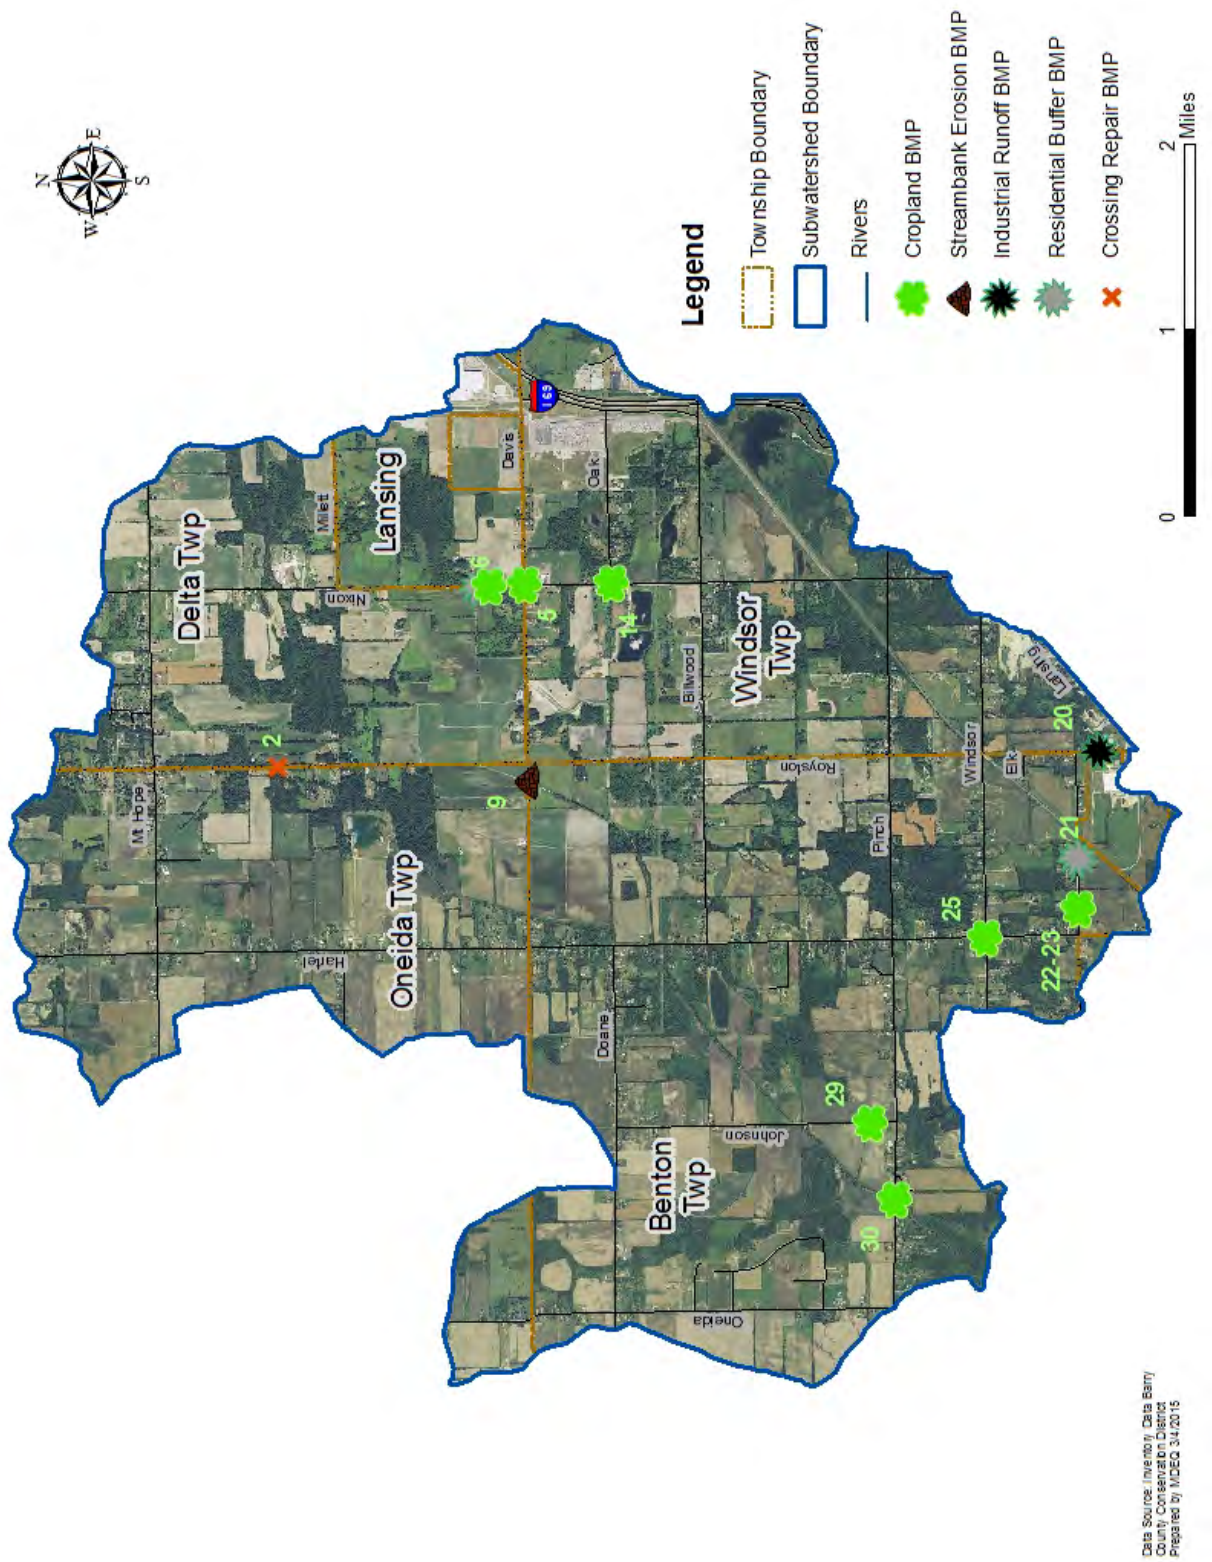 N
W
E
S
Mt Hope
Delta Twp
2
Millett
Nixon
Hartel
Oneida Twp
Lansing
6
Davis
I 69
9
5
Oak
14
Doane
Billwood
Benton
Twp
Windsor
Twp
Johnson
Royston
Oneida
29
30
Pinch
25
Windsor
Elk
Lansing
22-23
21
20
Legend
Township Boundary
Subwatershed Boundary
Rivers
Cropland BMP
Streambank Erosion BMP
Industrial Runoff BMP
Residential Buffer BMP
Crossing Repair BMP
0
1
2
Miles
Data Source: Inventory Data Barry
County Conservation District
Prepared by MDEQ 3/4/2015